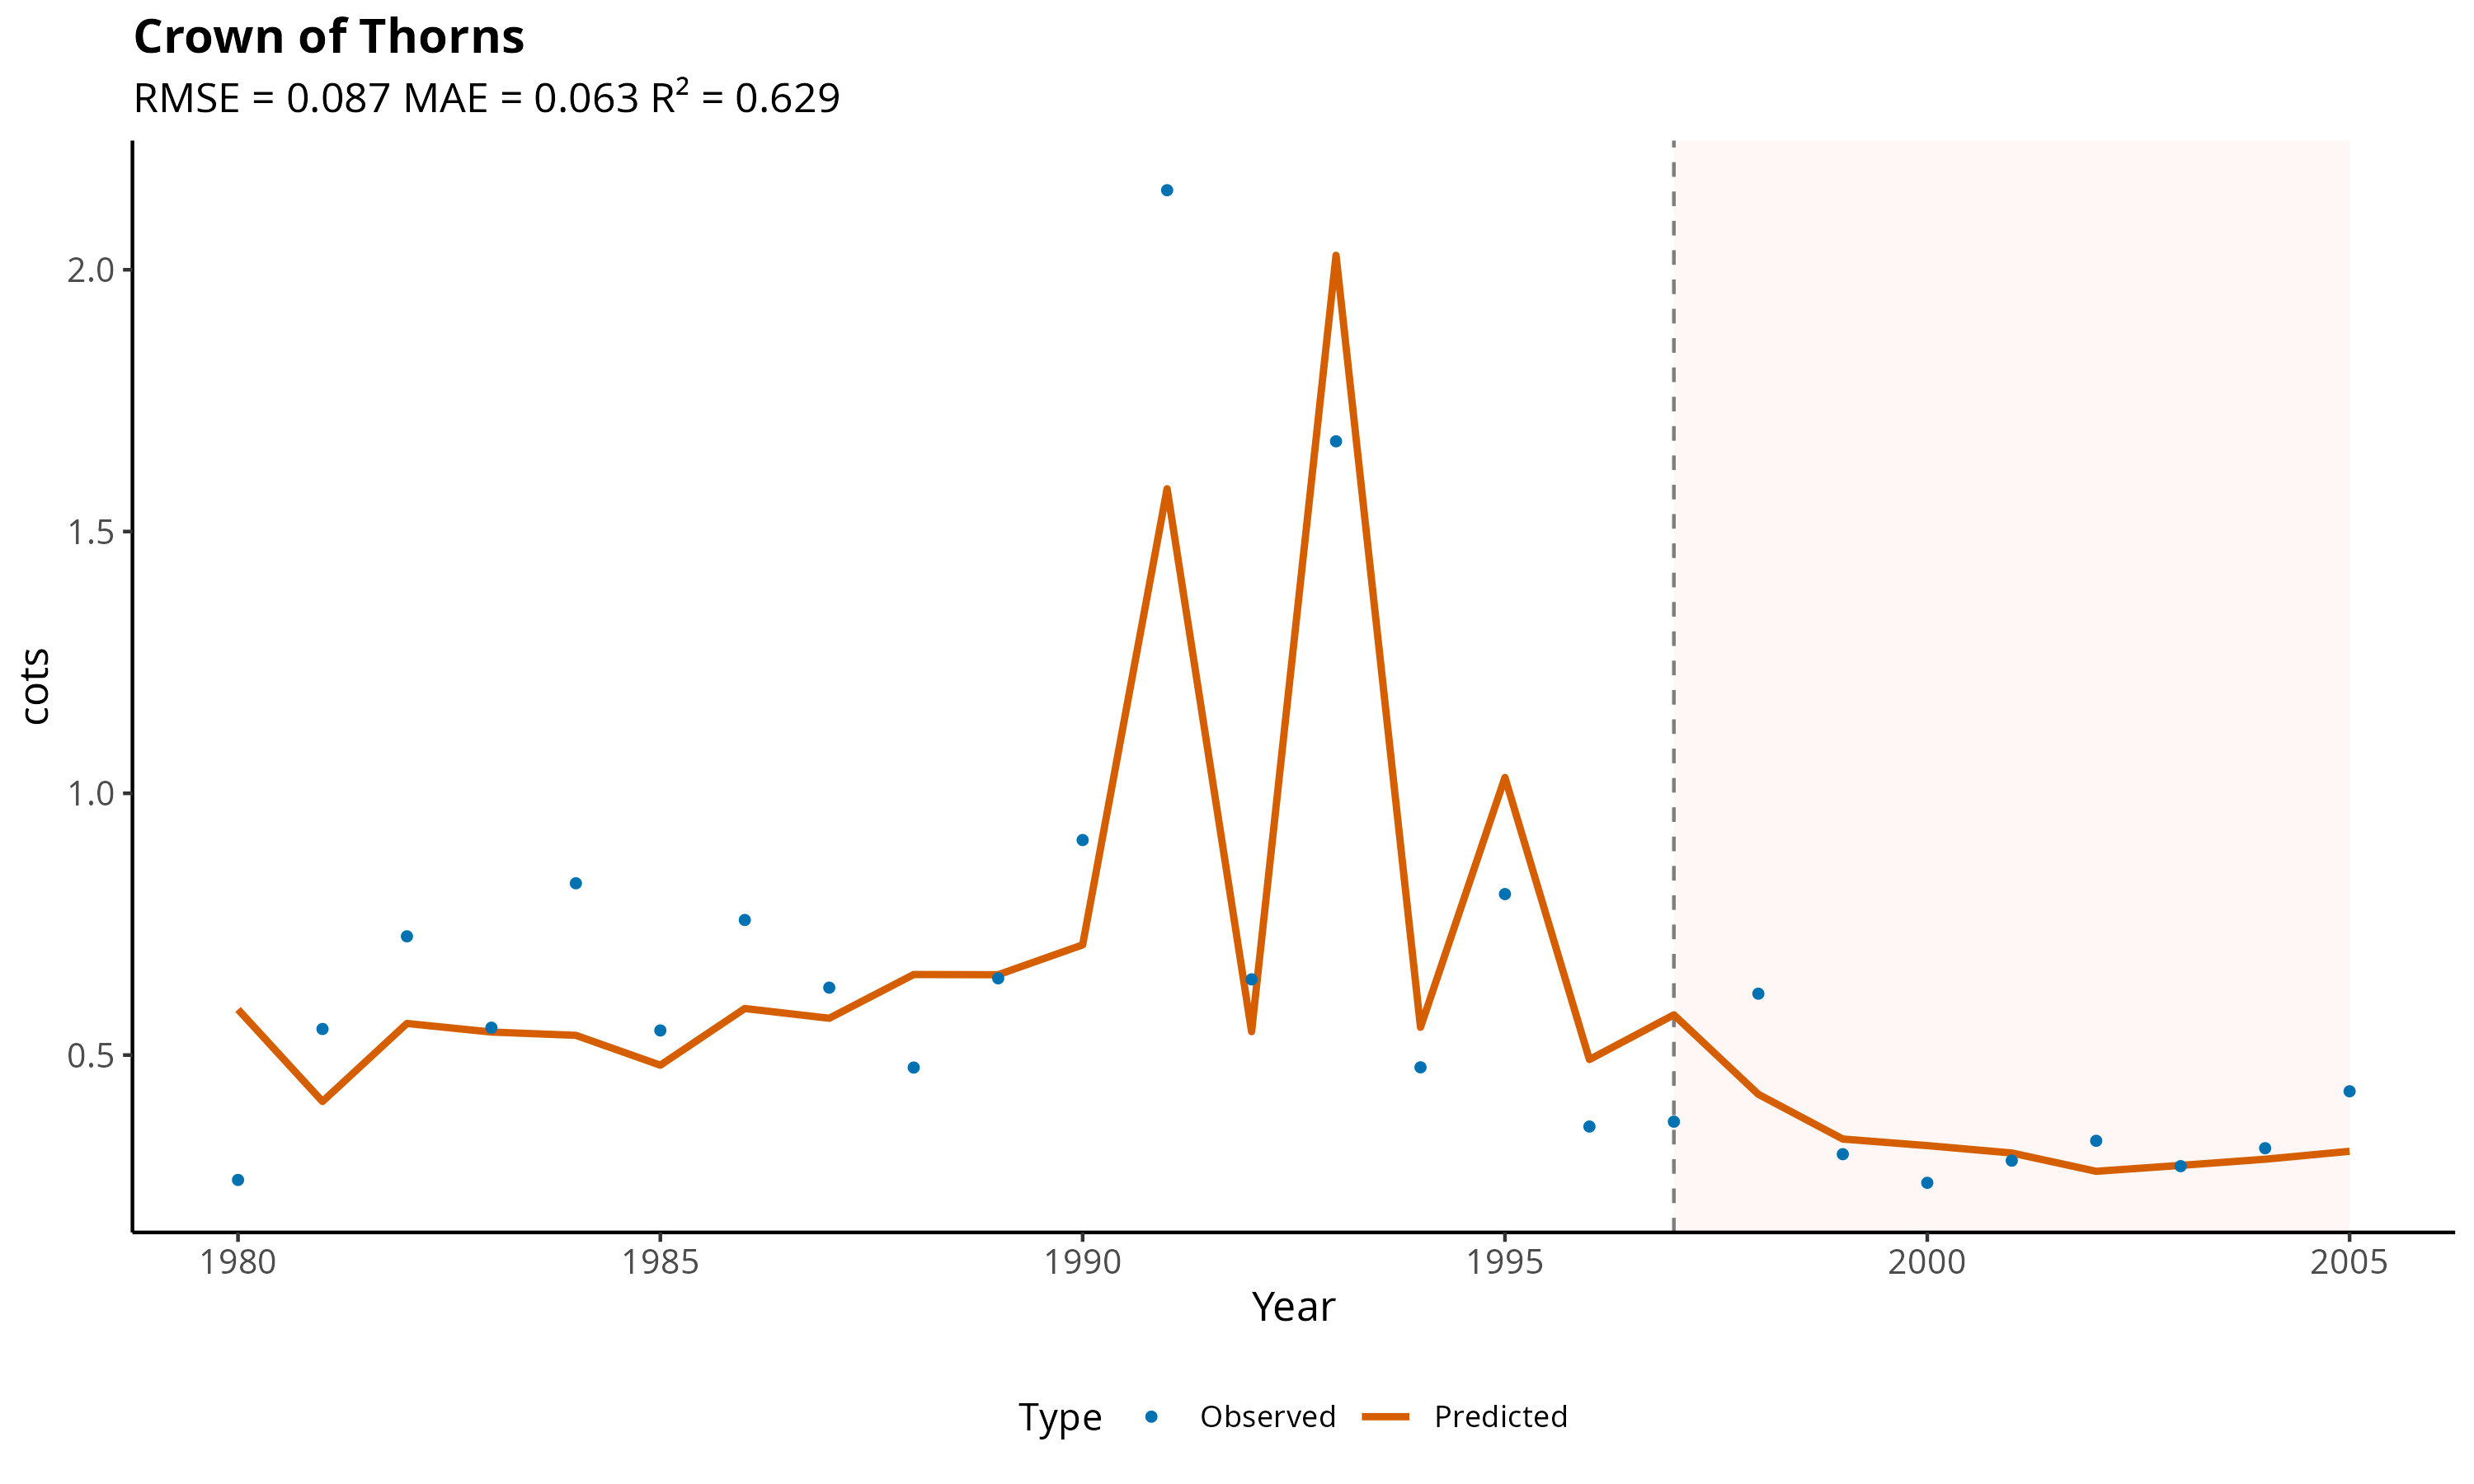 Crown of Thorns
RMSE = 0.087 MAE = 0.063 R² = 0.629
cots
2.0
1.5
1.0
0.5
1980 1985 1990 1995 2000 2005
Year
Type Observed Predicted